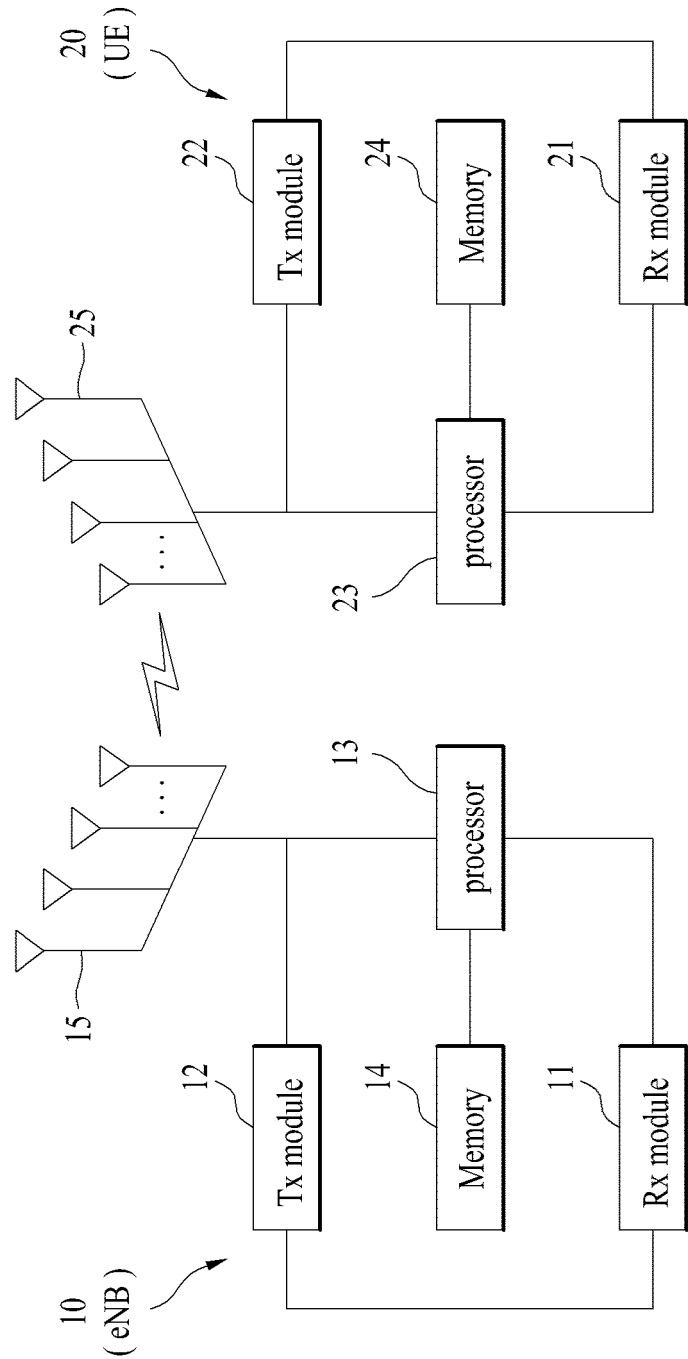 10
( eNB )
15
12
Tx module
14
Memory
11
Rx module
13
processor
. . . .
25
. . . .
20
( UE )
22
Tx module
24
Memory
21
Rx module
23
processor